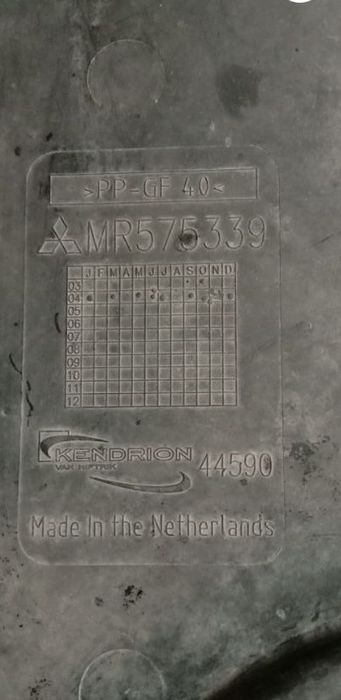 >PP-GF 40<
MR575339
J F M A M J J A S O N D
03
04
05
06
07
08
09
10
11
12
KENDRION
44590
Made In the Netherlands